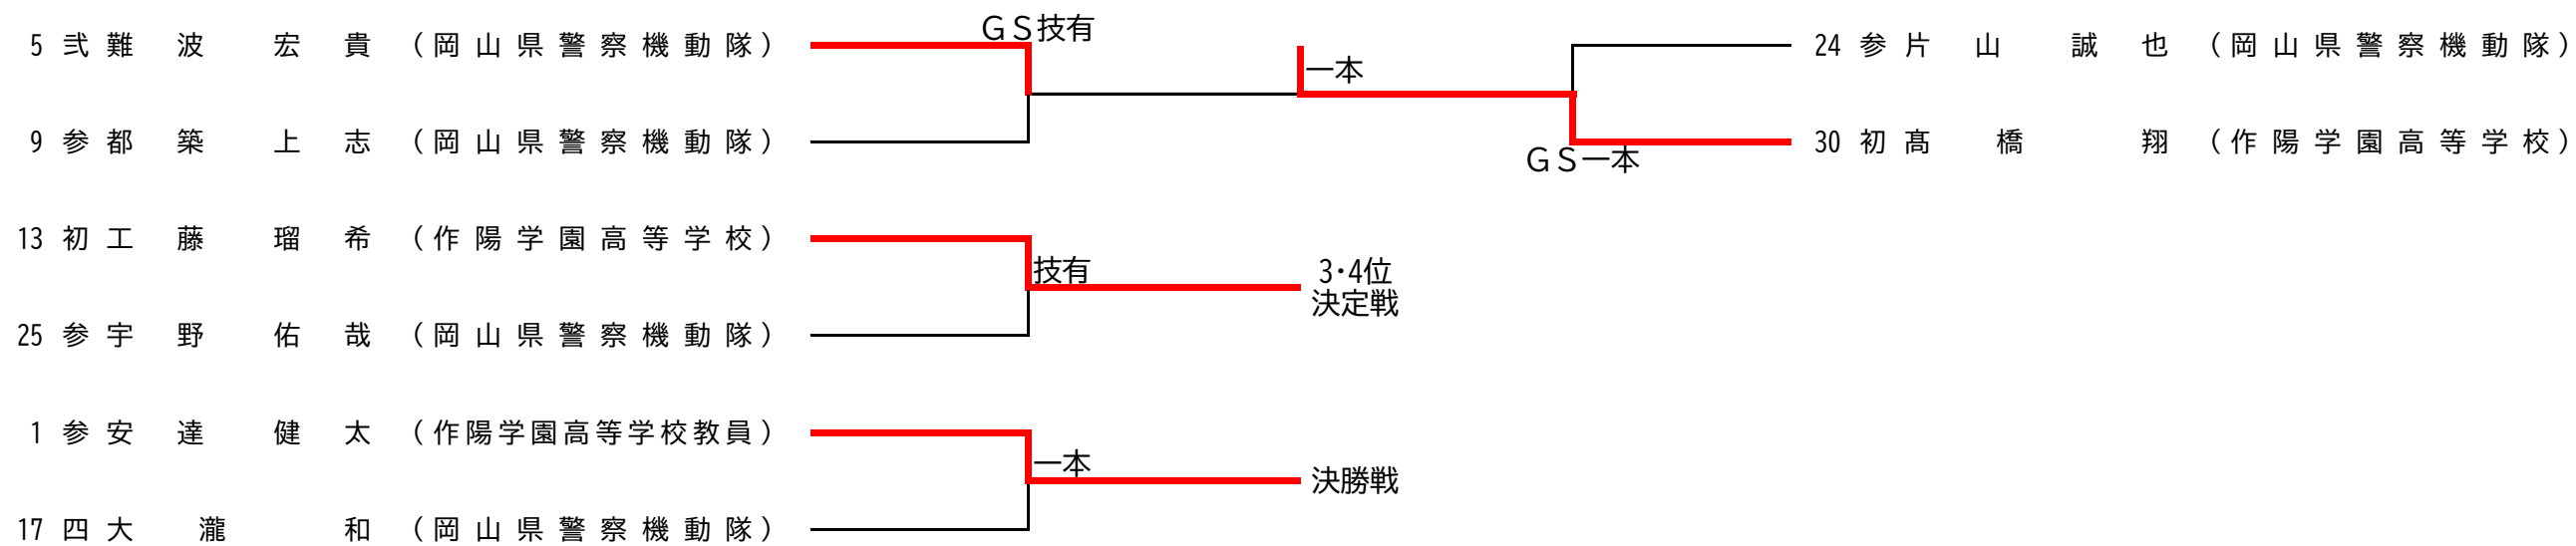 GS技有
5 弐 難波 宏貴 (岡山県警察機動隊)
24 参 片山 誠也 (岡山県警察機動隊)
一本
9 参 都築 上志 (岡山県警察機動隊)
30 初 髙橋 翔 (作陽学園高等学校)
GS一本
13 初 工藤 瑠希 (作陽学園高等学校)
技有
3・4位
決定戦
25 参 宇野 佑哉 (岡山県警察機動隊)
1 参 安達 健太 (作陽学園高等学校教員)
一本
決勝戦
17 四 大瀧 和 (岡山県警察機動隊)